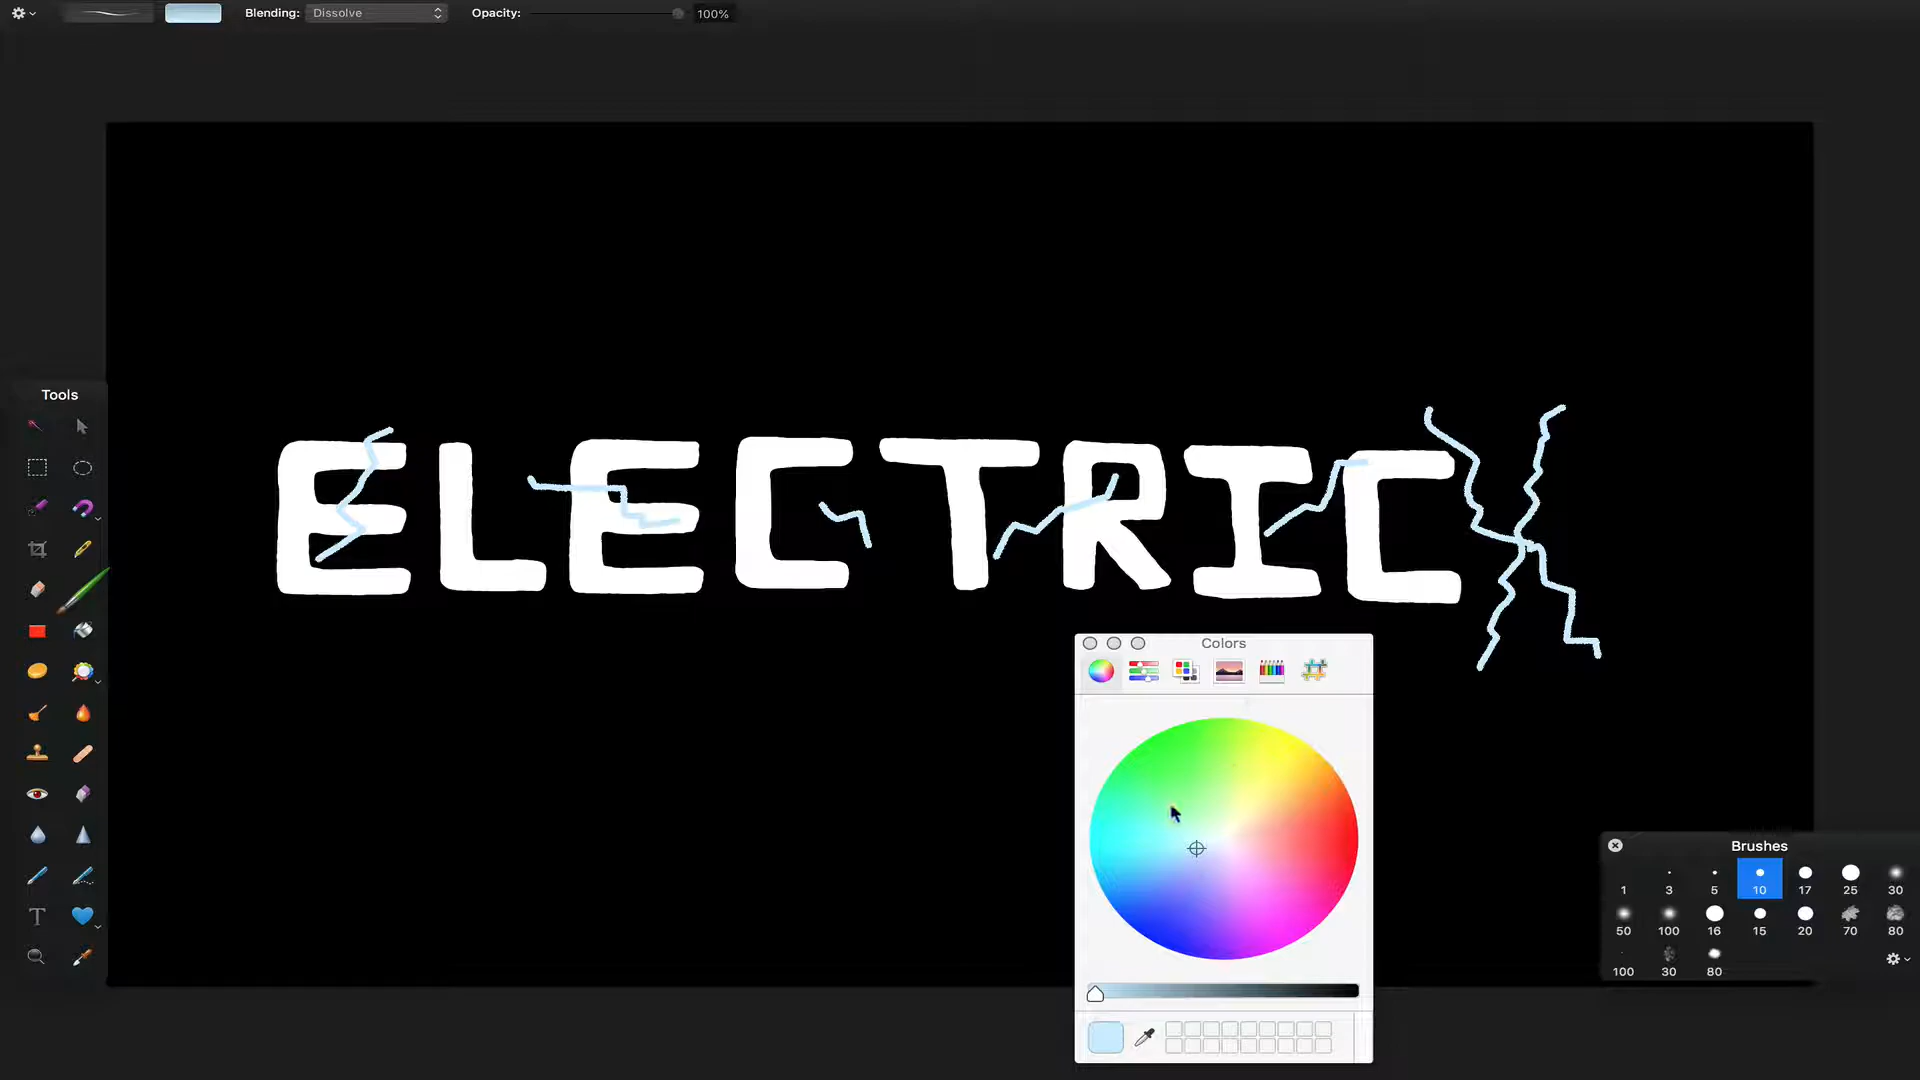 Blending: Dissolve Opacity: 100%
Tools
ELECTRIC
Colors
Brushes
1 3 5 10 17 25 30
50 100 16 15 20 70 80
100 30 80
T